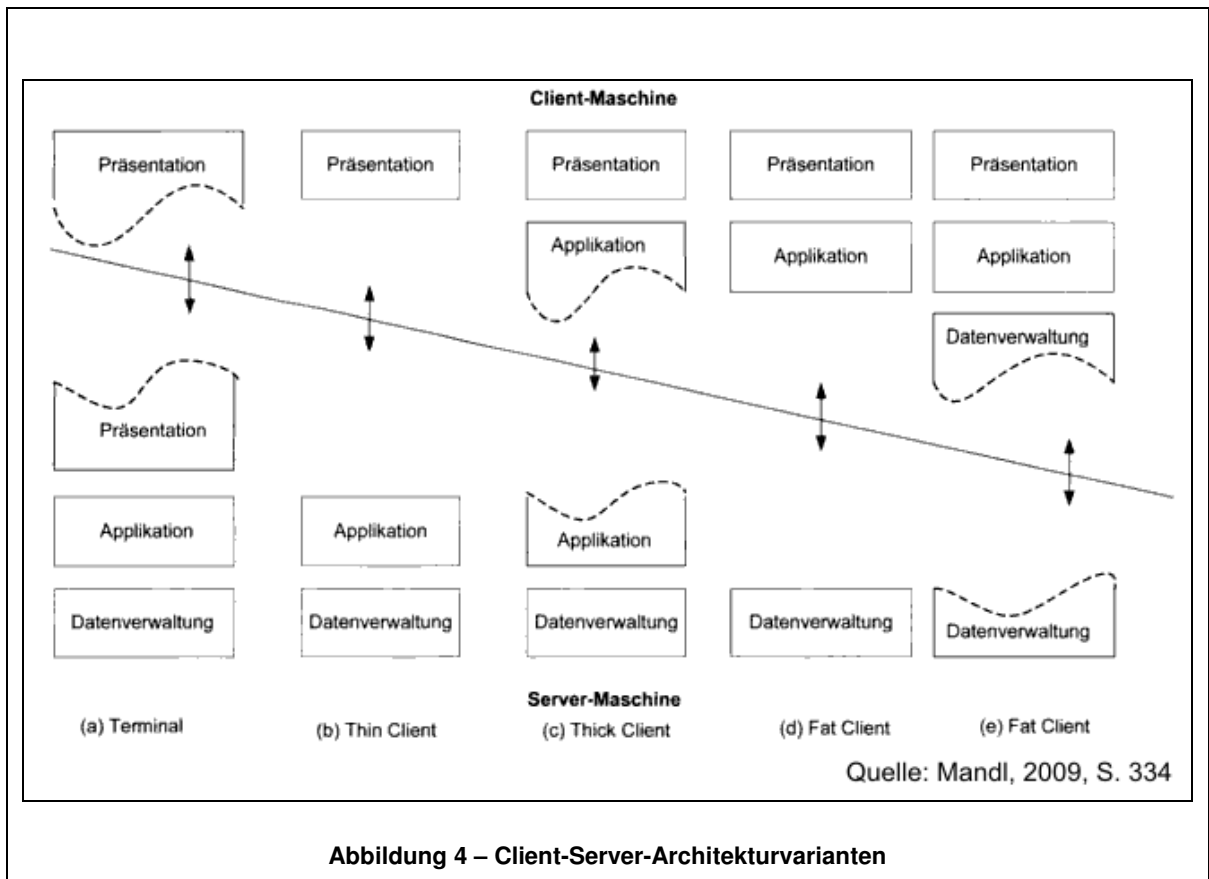 Client-Maschine
Präsentation Präsentation Präsentation Präsentation Präsentation
Applikation Applikation Applikation
Datenverwaltung
Präsentation
Applikation Applikation Applikation
Datenverwaltung Datenverwaltung Datenverwaltung Datenverwaltung Datenverwaltung
Server-Maschine
(a) Terminal (b) Thin Client (c) Thick Client (d) Fat Client (e) Fat Client
Quelle: Mandl, 2009, S. 334
Abbildung 4 – Client-Server-Architekturvarianten